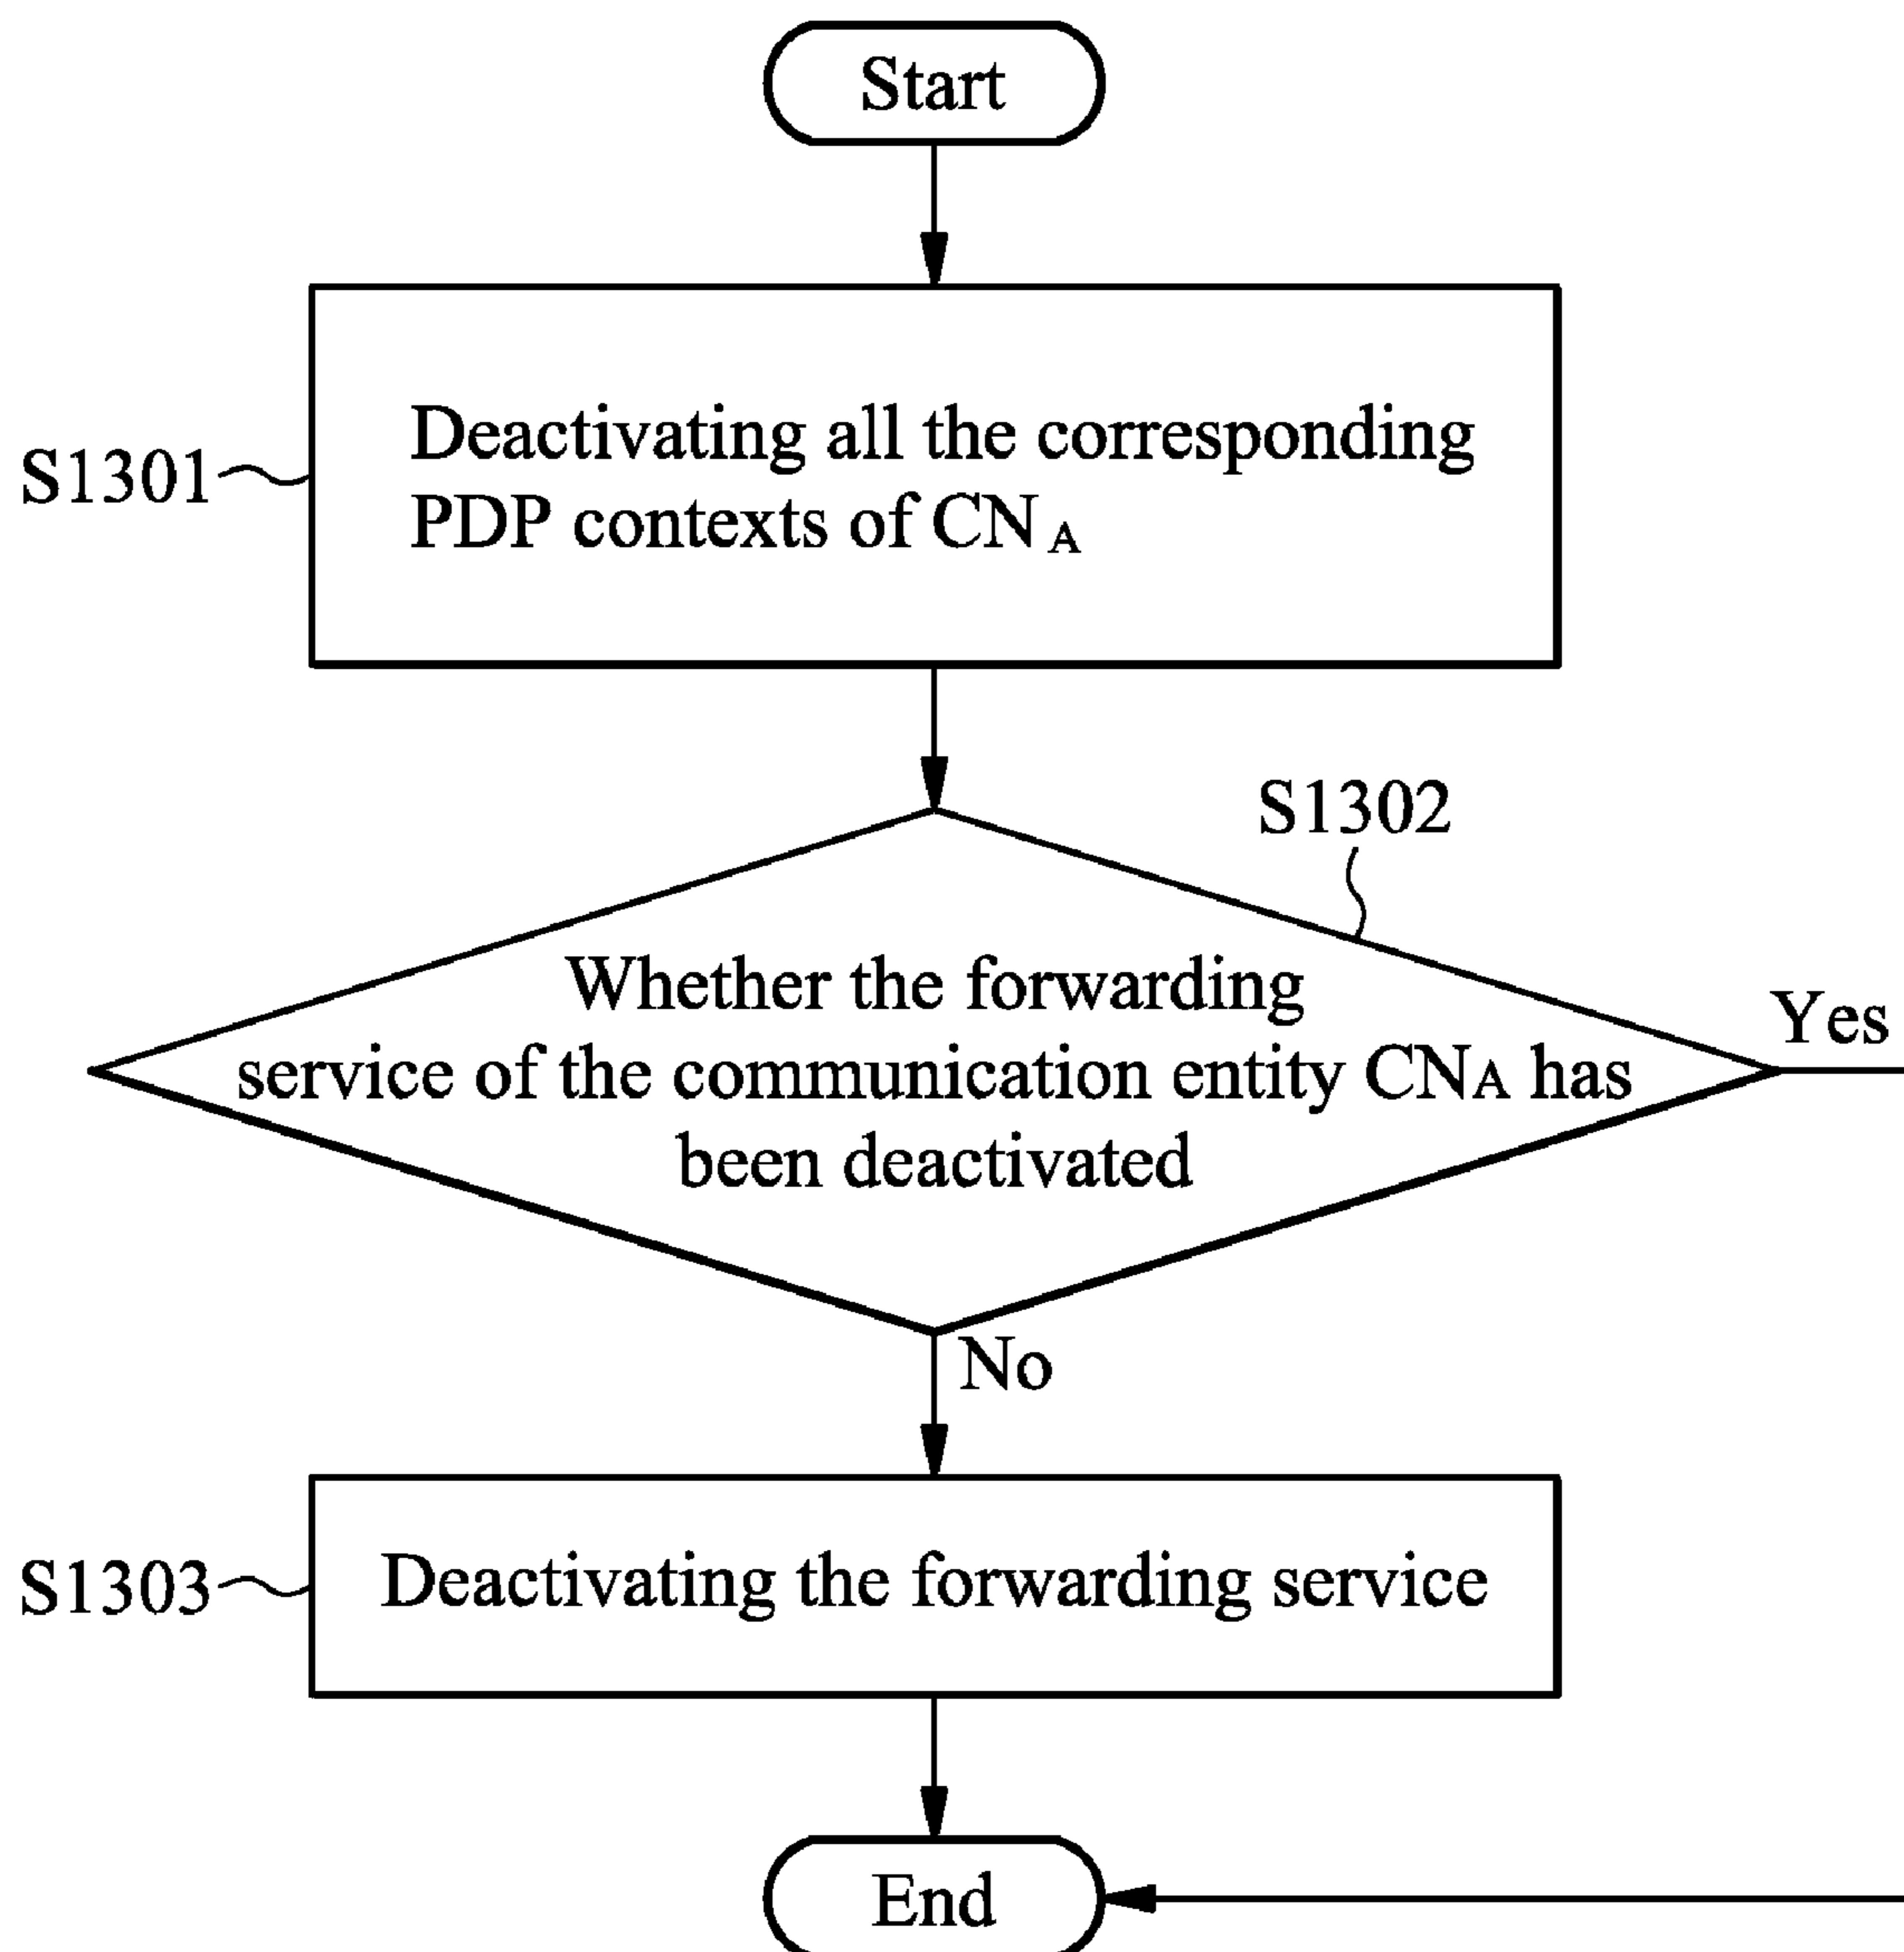 Start
S1301
Deactivating all the corresponding
PDP contexts of CNA
S1302
Whether the forwarding
service of the communication entity CNA has
been deactivated
Yes
No
S1303
Deactivating the forwarding service
End